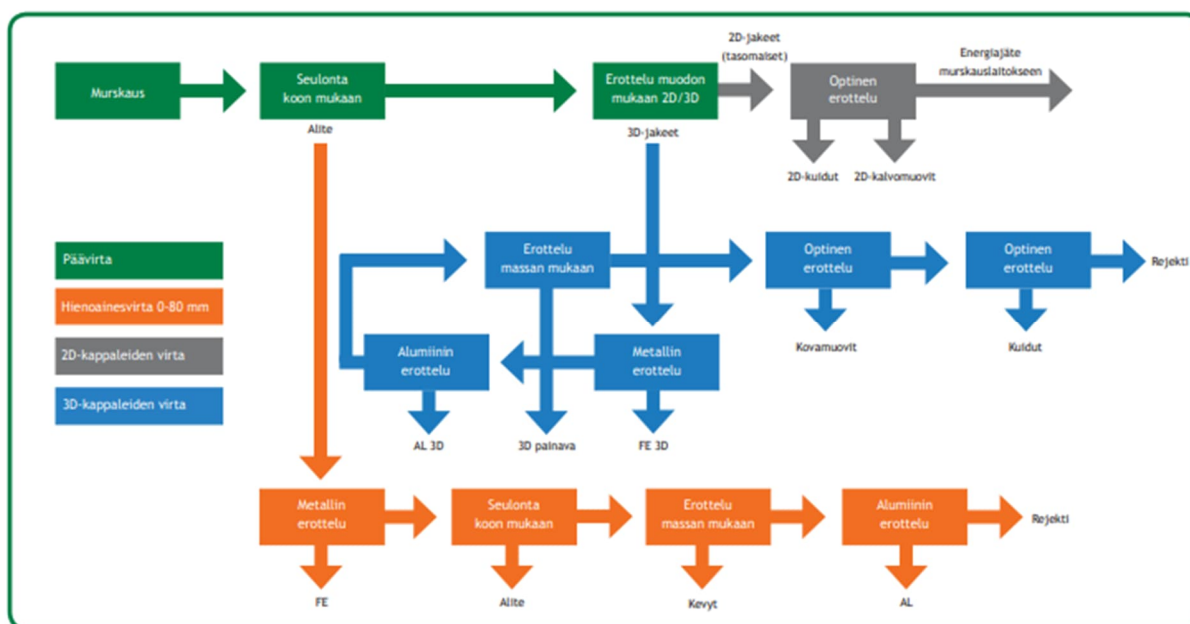 2D-jakeet
(tasomaiset)
Energiajäte
murskauslaitokseen
Murskaus
Seulonta
koon mukaan
Erottelu muodon
mukaan 2D/3D
Optinen
erottelu
Alite
3D-jakeet
2D-kuidut
2D-kalvomuovit
Päävirta
Hienoainesvirta 0-80 mm
2D-kappaleiden virta
3D-kappaleiden virta
Erottelu
massan mukaan
Optinen
erottelu
Optinen
erottelu
Rejekti
Kovamuovit
Kuidut
Alumiinin
erottelu
Metallin
erottelu
AL 3D
3D painava
FE 3D
Metallin
erottelu
Seulonta
koon mukaan
Erottelu
massan mukaan
Alumiinin
erottelu
Rejekti
FE
Alite
Kevyt
AL